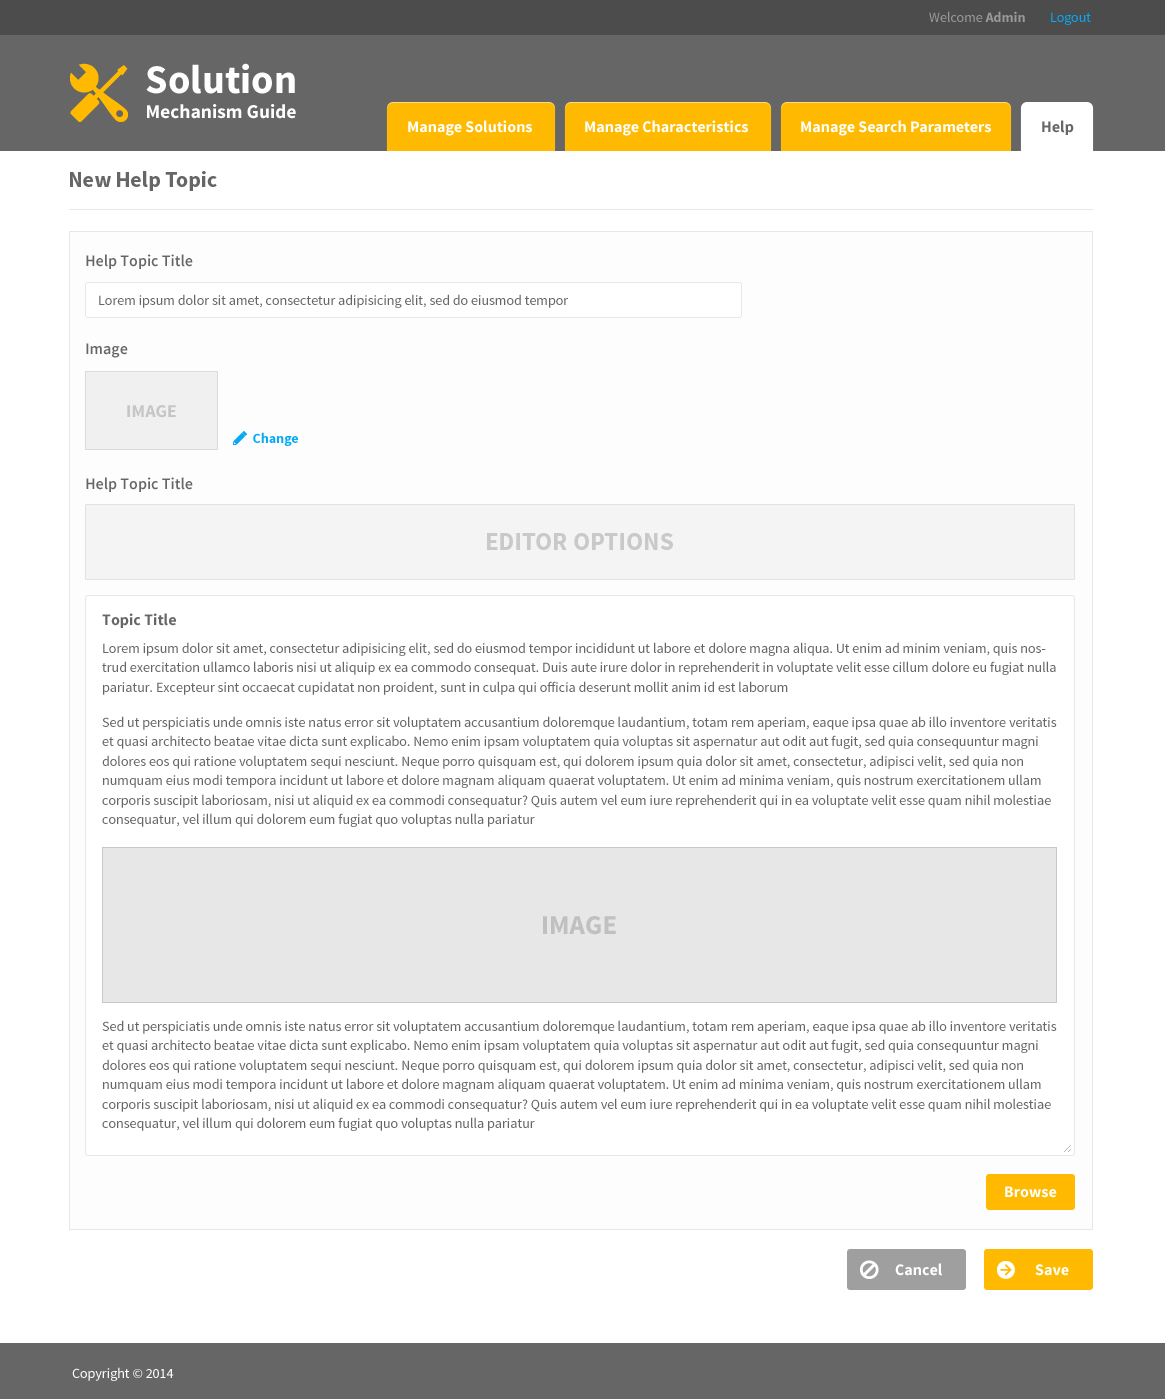 Welcome Admin Logout
Solution
Mechanism Guide
Manage Solutions Manage Characteristics Manage Search Parameters Help
New Help Topic
Help Topic Title
Lorem ipsum dolor sit amet, consectetur adipisicing elit, sed do eiusmod tempor
Image
IMAGE
Change
Help Topic Title
EDITOR OPTIONS
Topic Title
Lorem ipsum dolor sit amet, consectetur adipisicing elit, sed do eiusmod tempor incididunt ut labore et dolore magna aliqua. Ut enim ad minim veniam, quis nos-
trud exercitation ullamco laboris nisi ut aliquip ex ea commodo consequat. Duis aute irure dolor in reprehenderit in voluptate velit esse cillum dolore eu fugiat nulla
pariatur. Excepteur sint occaecat cupidatat non proident, sunt in culpa qui officia deserunt mollit anim id est laborum
Sed ut perspiciatis unde omnis iste natus error sit voluptatem accusantium doloremque laudantium, totam rem aperiam, eaque ipsa quae ab illo inventore veritatis
et quasi architecto beatae vitae dicta sunt explicabo. Nemo enim ipsam voluptatem quia voluptas sit aspernatur aut odit aut fugit, sed quia consequuntur magni
dolores eos qui ratione voluptatem sequi nesciunt. Neque porro quisquam est, qui dolorem ipsum quia dolor sit amet, consectetur, adipisci velit, sed quia non
numquam eius modi tempora incidunt ut labore et dolore magnam aliquam quaerat voluptatem. Ut enim ad minima veniam, quis nostrum exercitationem ullam
corporis suscipit laboriosam, nisi ut aliquid ex ea commodi consequatur? Quis autem vel eum iure reprehenderit qui in ea voluptate velit esse quam nihil molestiae
consequatur, vel illum qui dolorem eum fugiat quo voluptas nulla pariatur
IMAGE
Sed ut perspiciatis unde omnis iste natus error sit voluptatem accusantium doloremque laudantium, totam rem aperiam, eaque ipsa quae ab illo inventore veritatis
et quasi architecto beatae vitae dicta sunt explicabo. Nemo enim ipsam voluptatem quia voluptas sit aspernatur aut odit aut fugit, sed quia consequuntur magni
dolores eos qui ratione voluptatem sequi nesciunt. Neque porro quisquam est, qui dolorem ipsum quia dolor sit amet, consectetur, adipisci velit, sed quia non
numquam eius modi tempora incidunt ut labore et dolore magnam aliquam quaerat voluptatem. Ut enim ad minima veniam, quis nostrum exercitationem ullam
corporis suscipit laboriosam, nisi ut aliquid ex ea commodi consequatur? Quis autem vel eum iure reprehenderit qui in ea voluptate velit esse quam nihil molestiae
consequatur, vel illum qui dolorem eum fugiat quo voluptas nulla pariatur
Browse
Cancel Save
Copyright © 2014